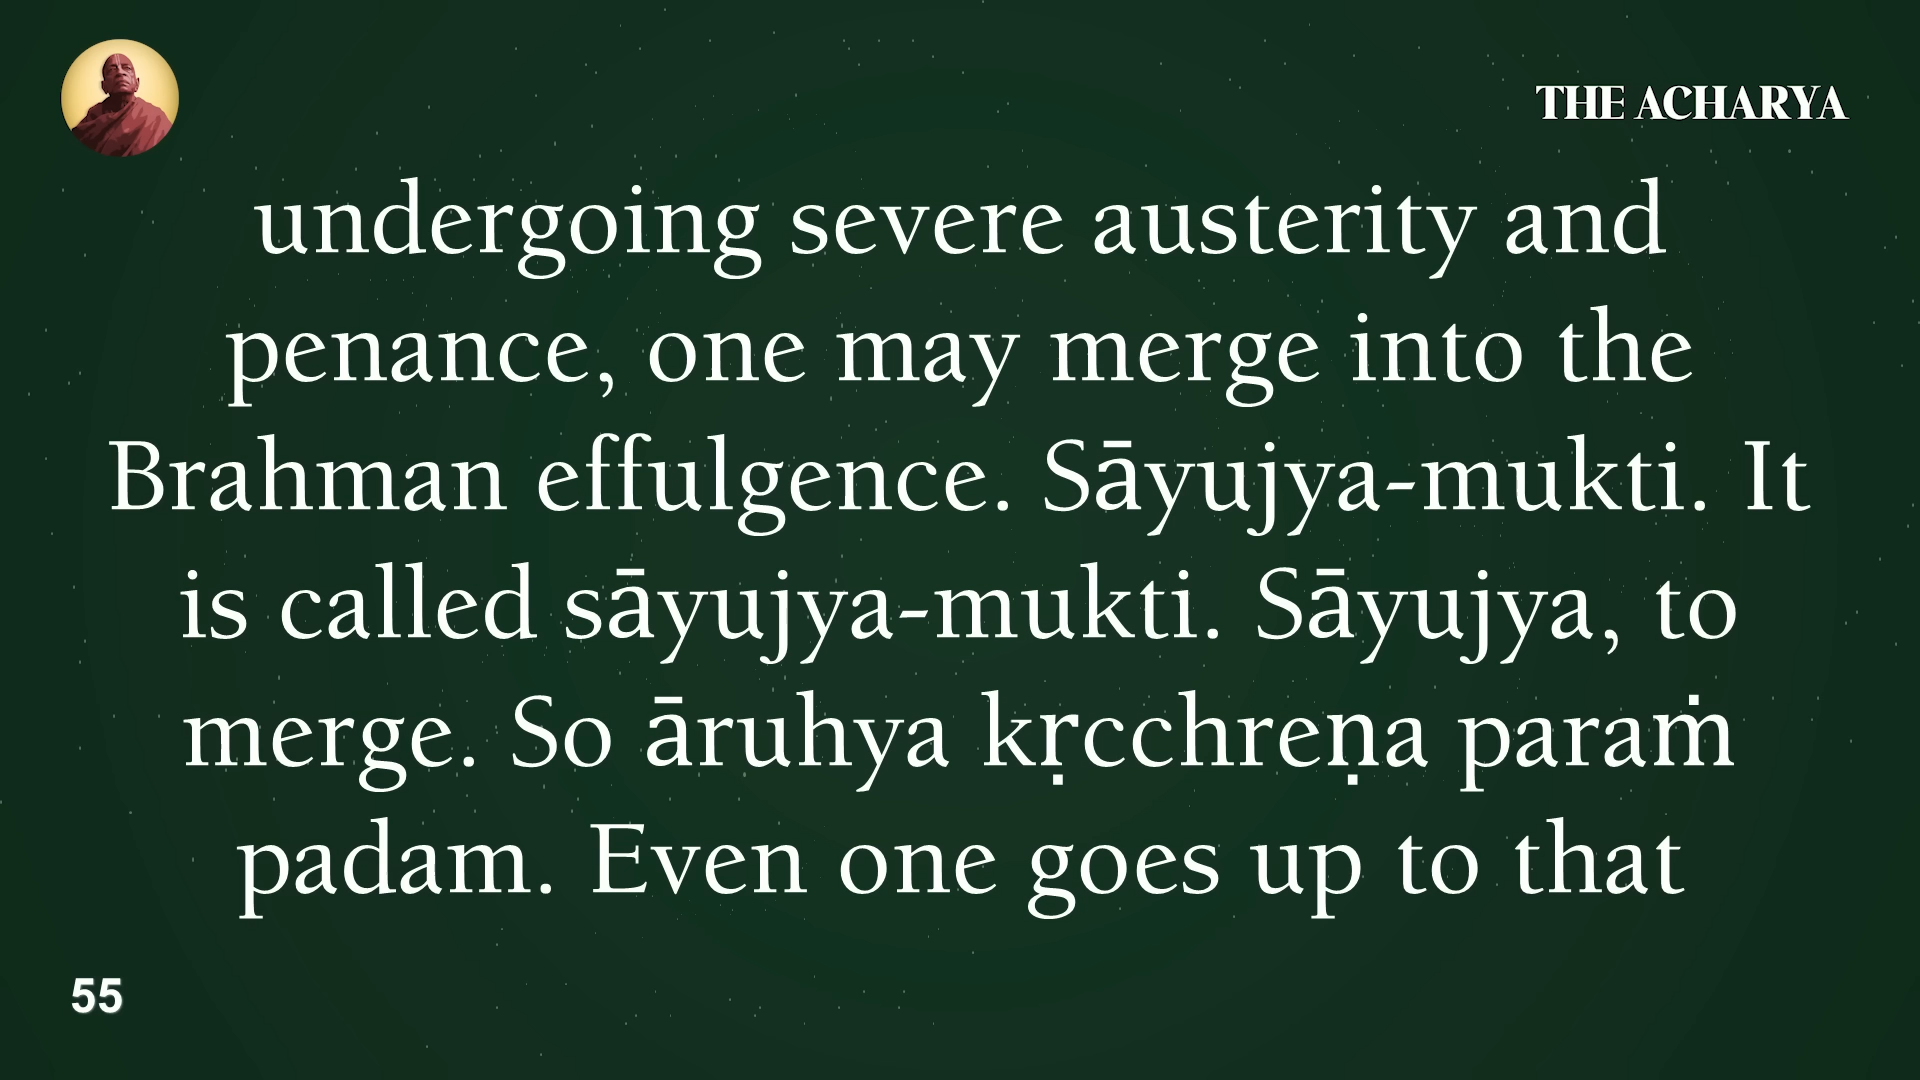 THE ACHARYA
undergoing severe austerity and
penance, one may merge into the
Brahman effulgence. Sāyujya-mukti. It
is called sāyujya-mukti. Sāyujya, to
merge. So āruhya kṛcchreṇa paraṁ
padam. Even one goes up to that
55